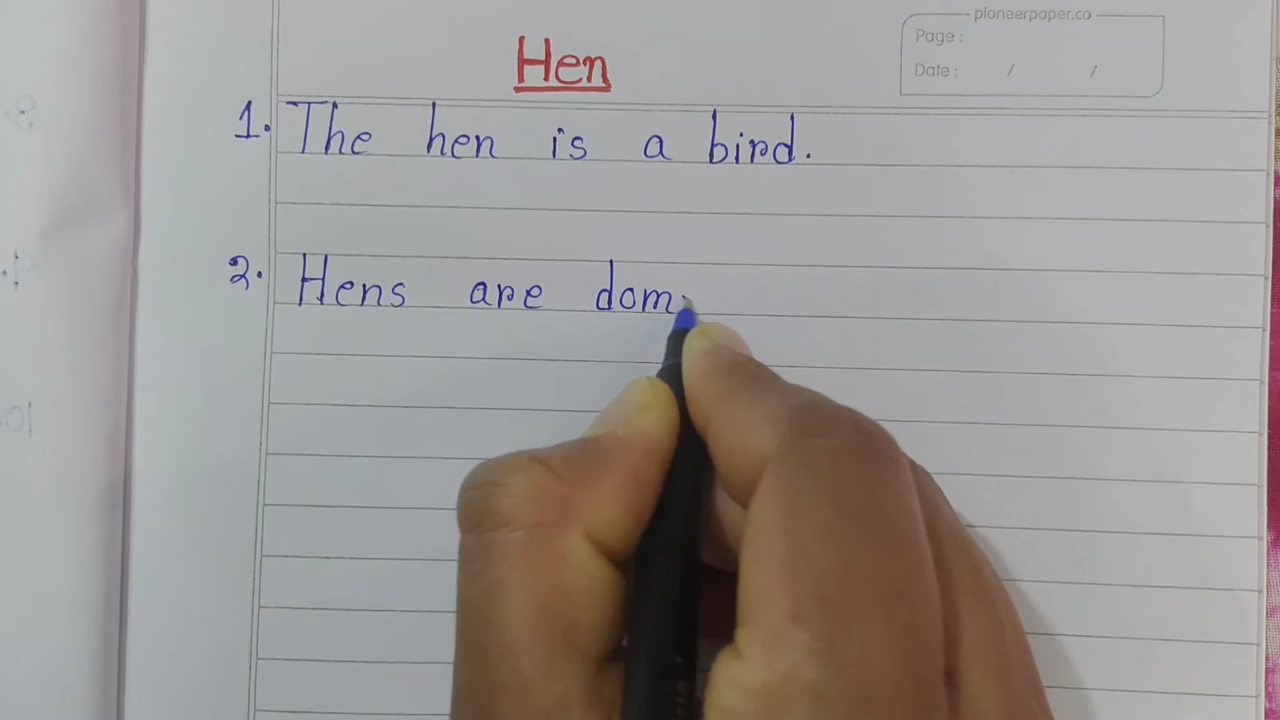 pioneerpaper.co
Page :
Date : / /
Hen
1. The hen is a bird.
2. Hens are dom